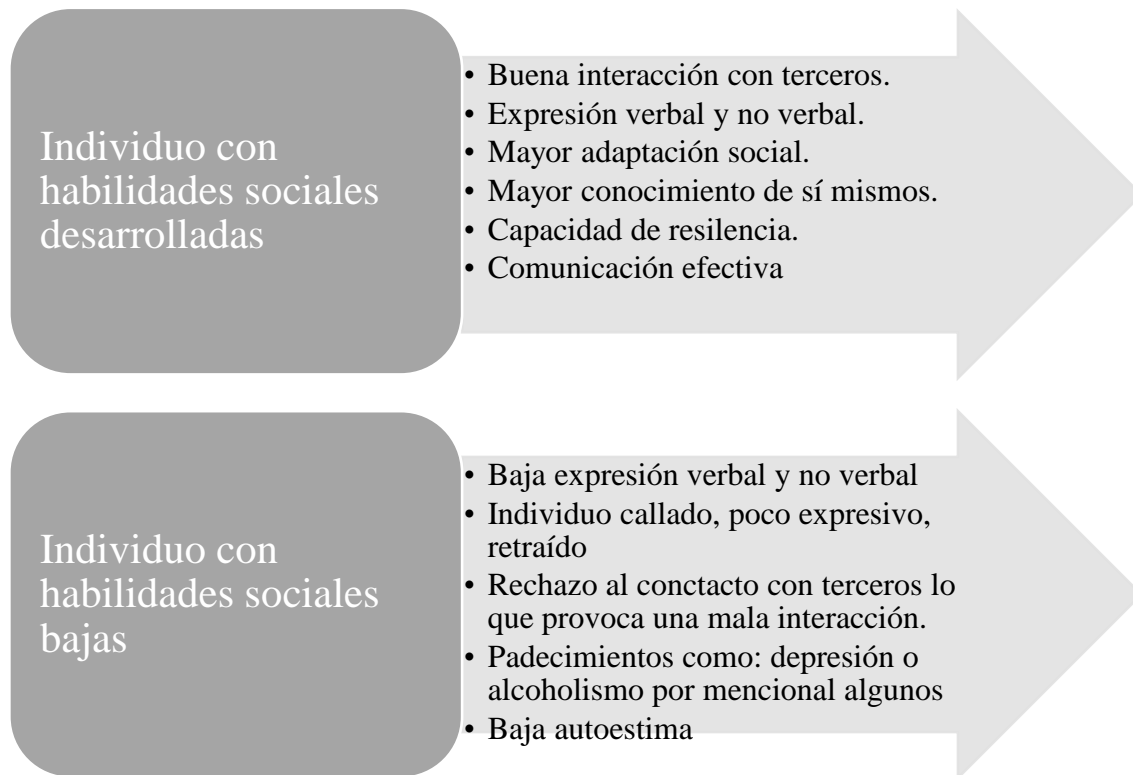 Individuo con
habilidades sociales
desarrolladas
• Buena interacción con terceros.
• Expresión verbal y no verbal.
• Mayor adaptación social.
• Mayor conocimiento de sí mismos.
• Capacidad de resilencia.
• Comunicación efectiva
Individuo con
habilidades sociales
bajas
• Baja expresión verbal y no verbal
• Individuo callado, poco expresivo,
retraído
• Rechazo al conctacto con terceros lo
que provoca una mala interacción.
• Padecimientos como: depresión o
alcoholismo por mencional algunos
• Baja autoestima